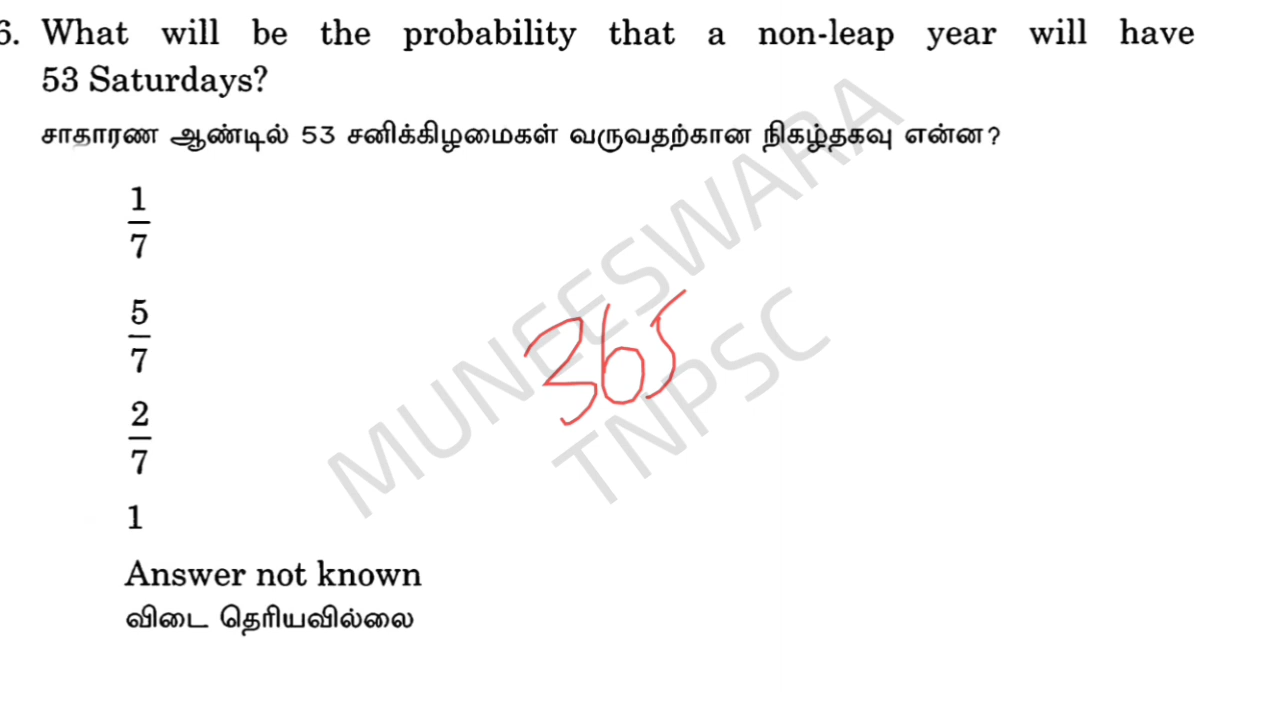 6. What will be the probability that a non-leap year will have
53 Saturdays?
சாதாரண ஆண்டில் 53 சனிக்கிழமைகள் வருவதற்கான நிகழ்தகவு என்ன?
1
7
5
7
2
7
1
Answer not known
விடை தெரியவில்லை
365
MUNEESWARA
TNPSC